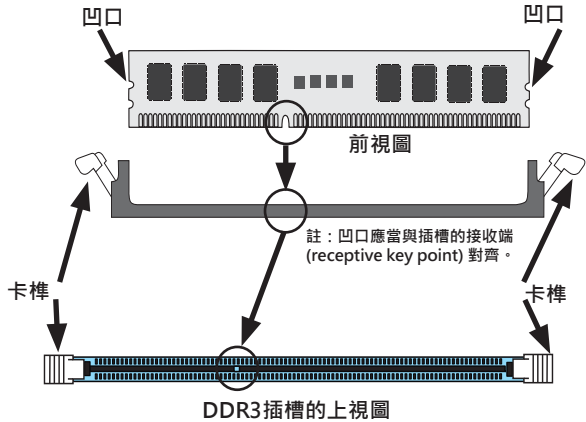 凹口
凹口
前視圖
註：凹口應當與插槽的接收端
(receptive key point) 對齊。
卡榫
卡榫
DDR3插槽的上視圖